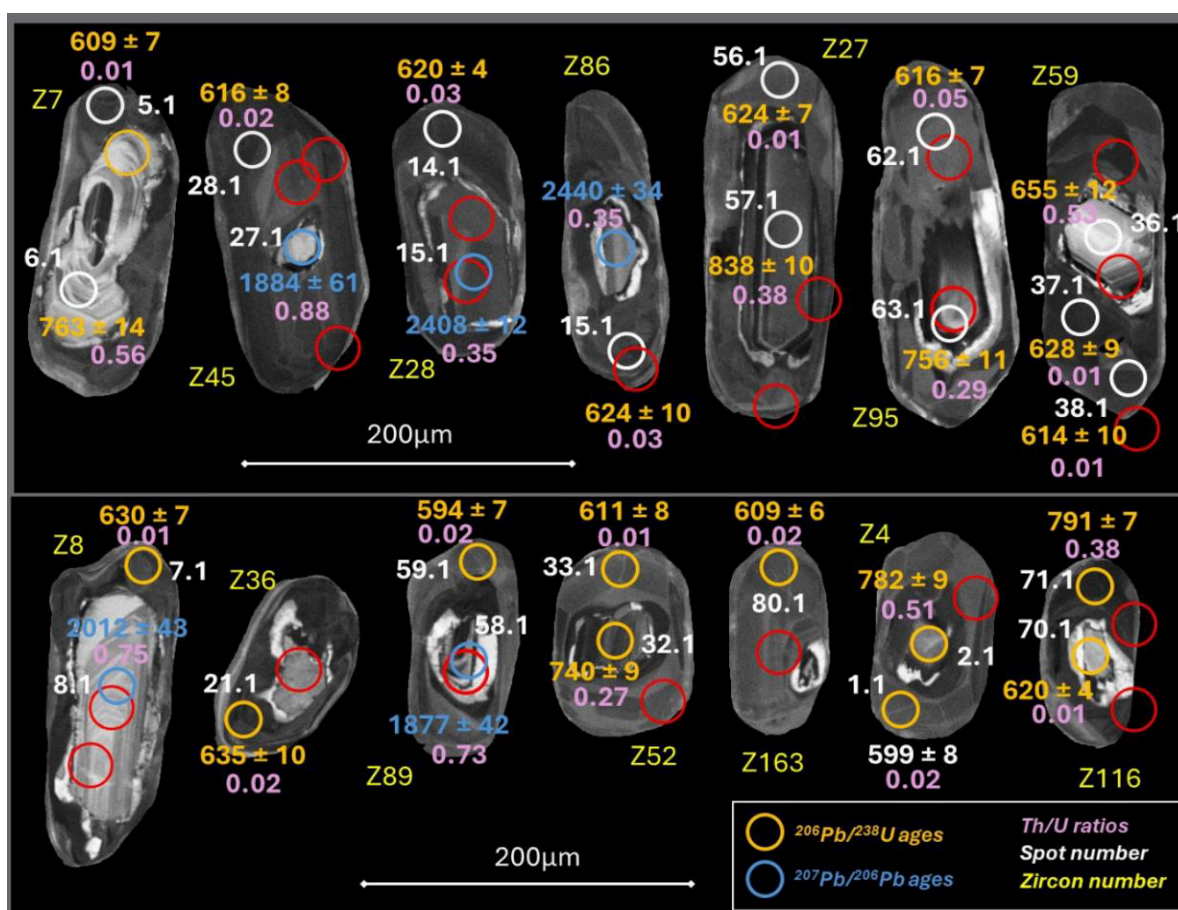 609 ± 7
0.01
Z7
5.1
6.1
763 ± 14
0.56
616 ± 8
0.02
28.1
27.1
1884 ± 61
0.88
Z45
620 ± 4
0.03
14.1
15.1
2408 ± 12
0.35
Z28
Z86
2440 ± 34
0.35
15.1
624 ± 10
0.03
56.1
Z27
624 ± 7
0.01
57.1
838 ± 10
0.38
616 ± 7
0.05
62.1
63.1
756 ± 11
0.29
Z95
Z59
655 ± 12
0.53
36.1
37.1
628 ± 9
0.01
38.1
614 ± 10
0.01
200µm
630 ± 7
0.01
Z8
7.1
2012 ± 43
0.75
8.1
Z36
21.1
635 ± 10
0.02
594 ± 7
0.02
59.1
58.1
1877 ± 42
0.73
Z89
611 ± 8
0.01
33.1
32.1
740 ± 9
0.27
Z52
609 ± 6
0.02
80.1
Z163
Z4
782 ± 9
0.51
2.1
1.1
599 ± 8
0.02
791 ± 7
0.38
71.1
70.1
620 ± 4
0.01
Z116
200µm
²⁰⁶Pb/²³⁸U ages
²⁰⁷Pb/²⁰⁶Pb ages
Th/U ratios
Spot number
Zircon number